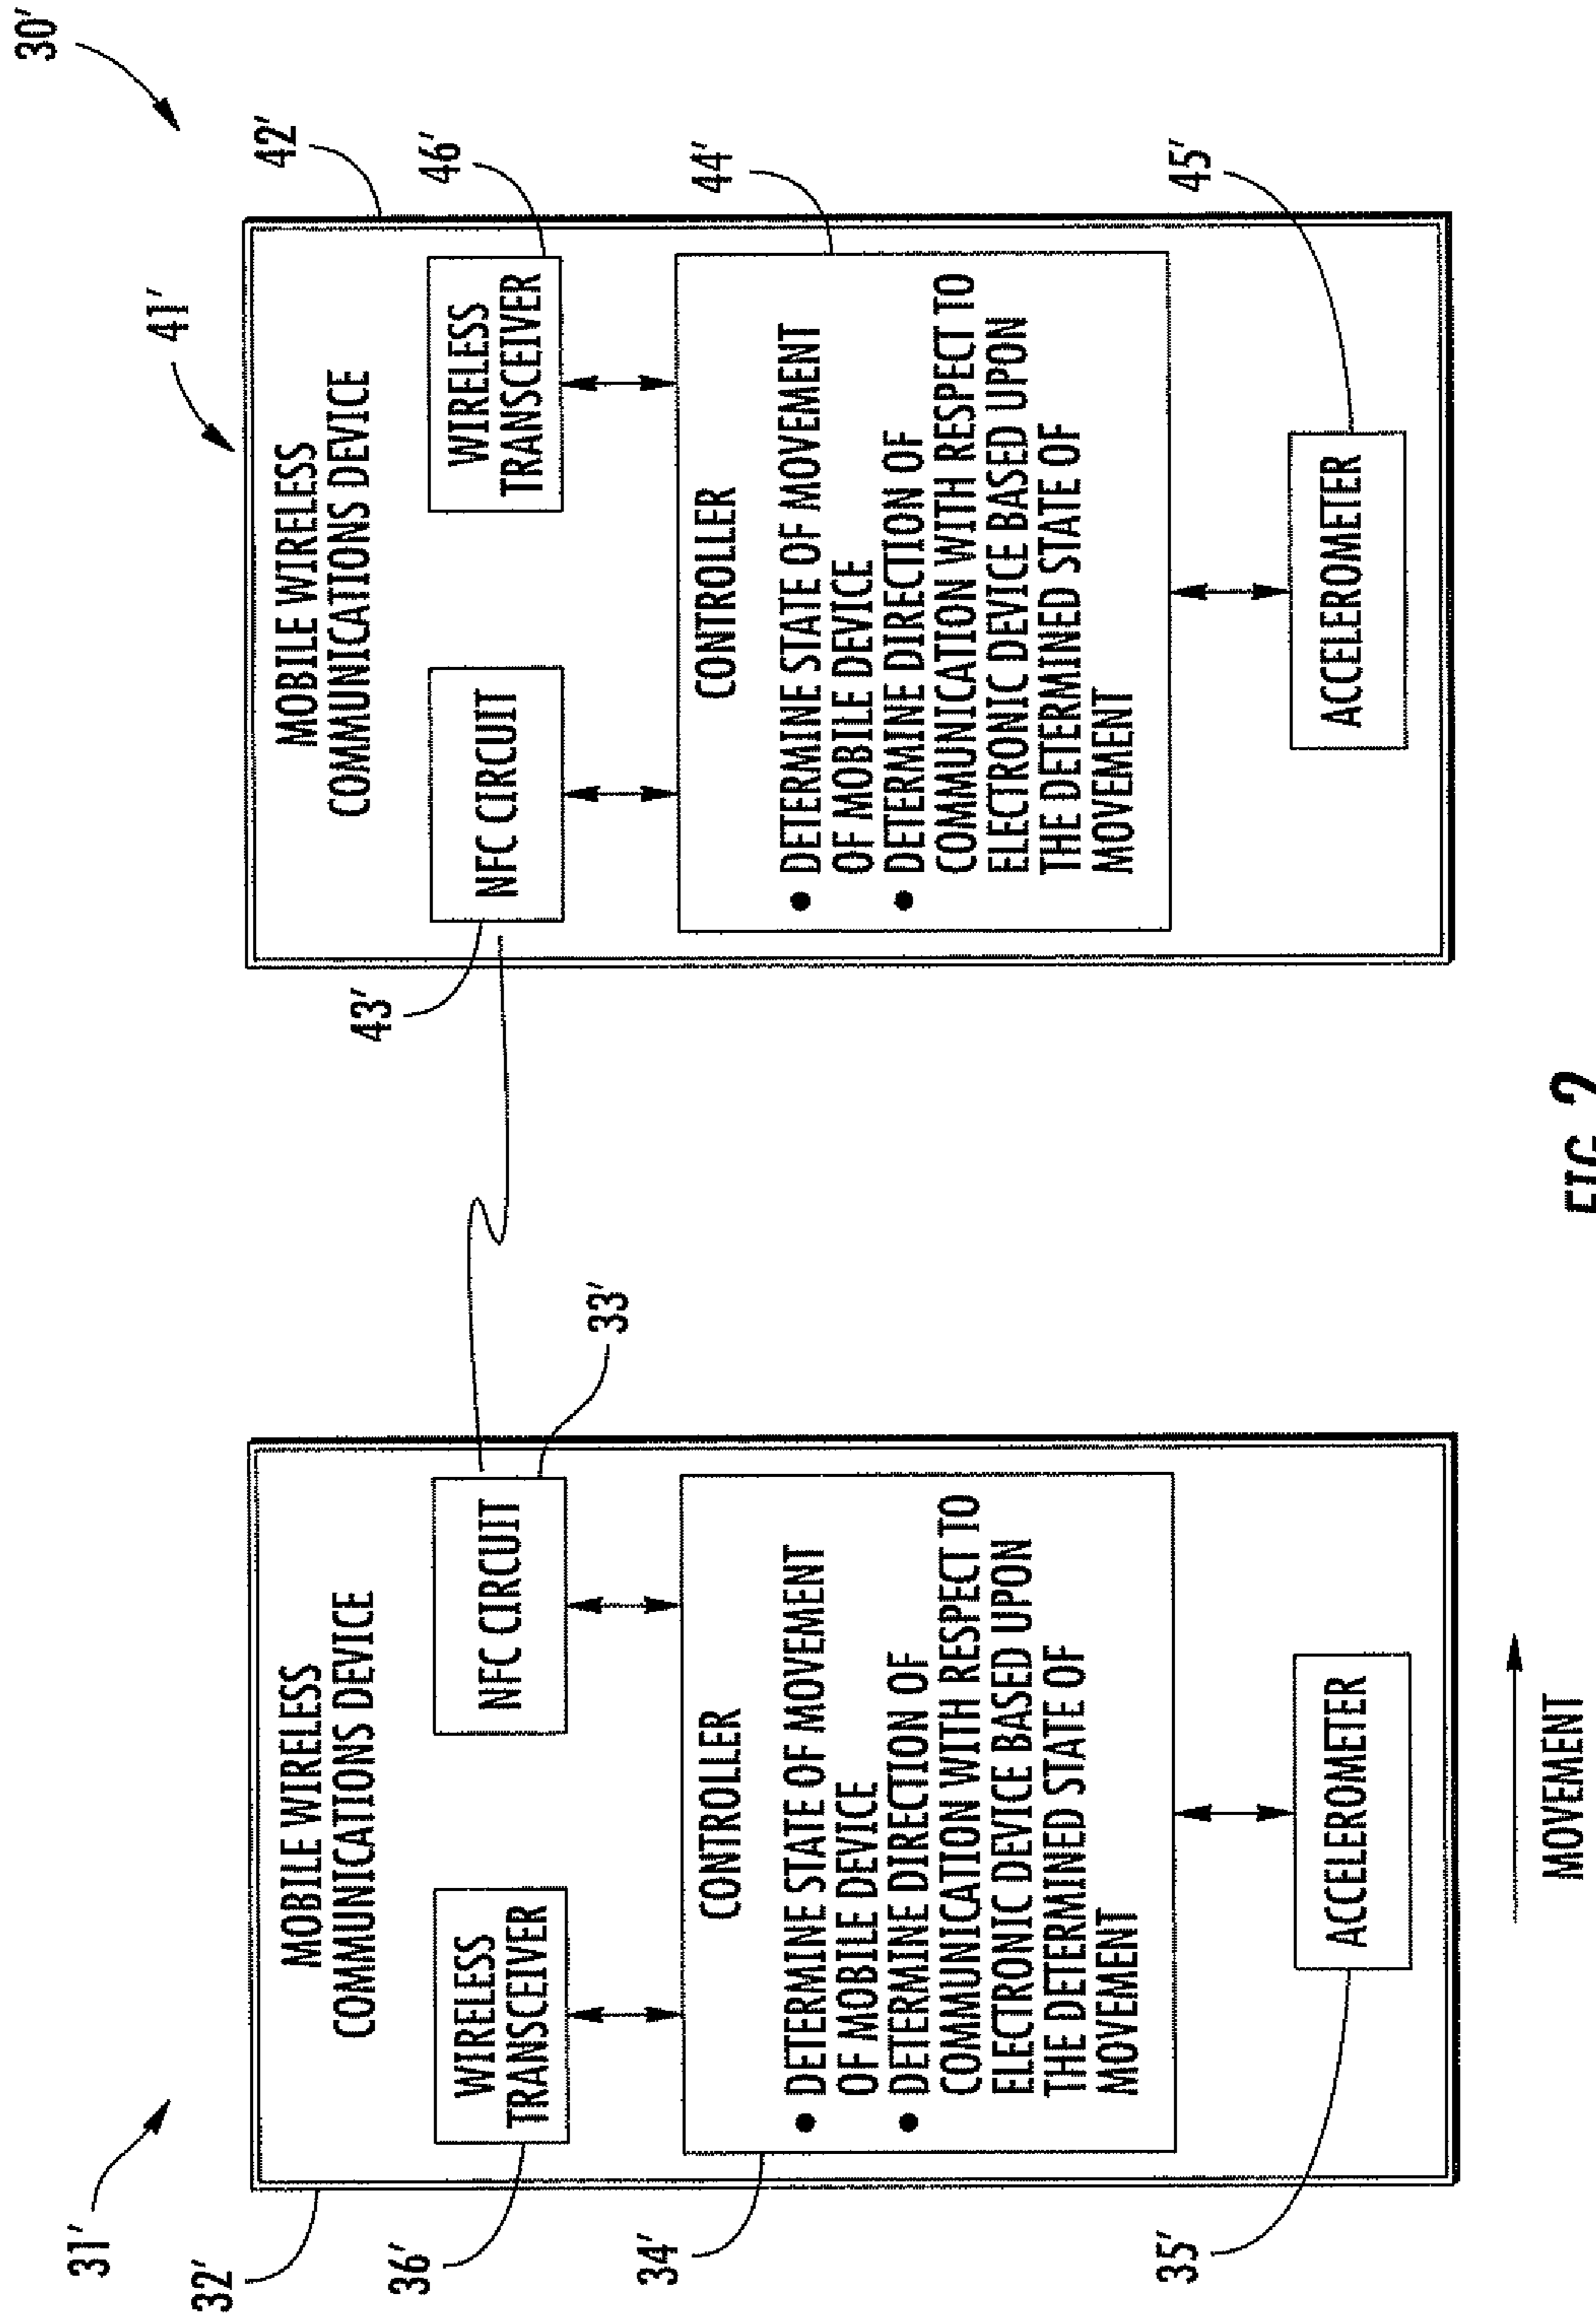 30′
31′
41′
32′
42′
MOBILE WIRELESS
COMMUNICATIONS DEVICE
36′
WIRELESS
TRANSCEIVER
NFC CIRCUIT
33′
34′
CONTROLLER
• DETERMINE STATE OF MOVEMENT
OF MOBILE DEVICE
• DETERMINE DIRECTION OF
COMMUNICATION WITH RESPECT TO
ELECTRONIC DEVICE BASED UPON
THE DETERMINED STATE OF
MOVEMENT
35′
ACCELEROMETER
MOVEMENT
MOBILE WIRELESS
COMMUNICATIONS DEVICE
43′
NFC CIRCUIT
WIRELESS
TRANSCEIVER
46′
44′
CONTROLLER
• DETERMINE STATE OF MOVEMENT
OF MOBILE DEVICE
• DETERMINE DIRECTION OF
COMMUNICATION WITH RESPECT TO
ELECTRONIC DEVICE BASED UPON
THE DETERMINED STATE OF
MOVEMENT
45′
ACCELEROMETER
FIG. 2